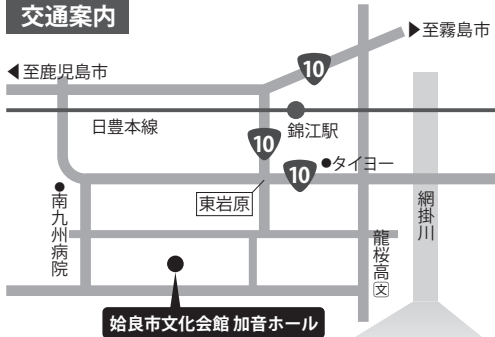 交通案内
▶至霧島市
◀至鹿児島市
10
日豊本線
錦江駅
10
10
●タイヨー
東岩原
南九州病院
網掛川
龍桜高
文
姶良市文化会館 加音ホール